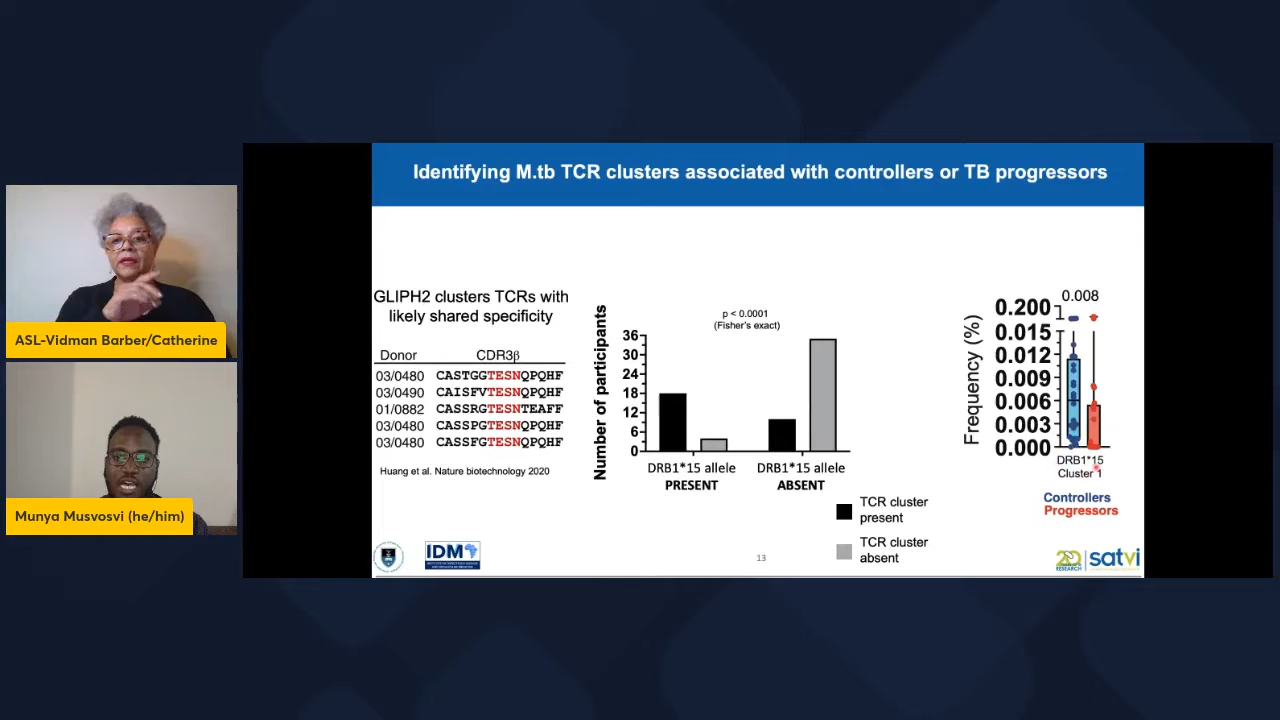 Identifying M.tb TCR clusters associated with controllers or TB progressors
ASL-Vidman Barber/Catherine
Munya Musvosvi (he/him)
GLIPH2 clusters TCRs with
likely shared specificity
Donor CDR3β
03/0480 CASTGGTESNQPQHF
03/0490 CAISFVTESNQPQHF
01/0882 CASSRGTESNTEAFF
03/0480 CASSPGTESNQPQHF
03/0480 CASSFGTESNQPQHF
Huang et al. Nature biotechnology 2020
Number of participants
36
30
24
18
12
6
0
p < 0.0001
(Fisher's exact)
DRB1*15 allele
PRESENT
DRB1*15 allele
ABSENT
TCR cluster
present
TCR cluster
absent
Frequency (%)
0.008
0.200
0.015
0.012
0.009
0.006
0.003
0.000
DRB1*15
Cluster 1
Controllers
Progressors
IDM
13
20
RESEARCH
satvi